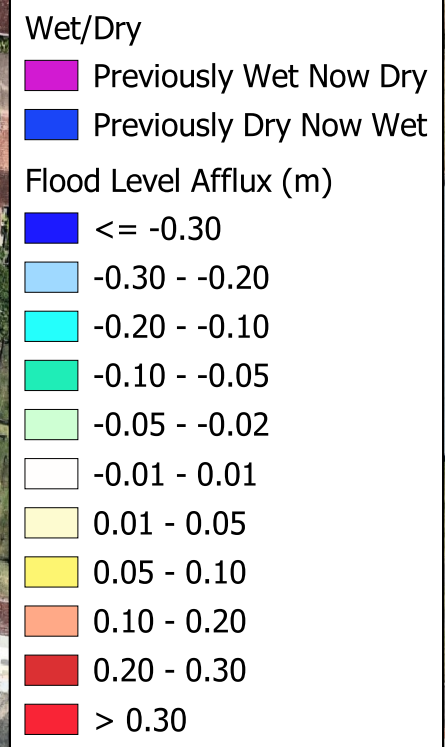 Wet/Dry
Previously Wet Now Dry
Previously Dry Now Wet
Flood Level Afflux (m)
<= -0.30
-0.30 - -0.20
-0.20 - -0.10
-0.10 - -0.05
-0.05 - -0.02
-0.01 - 0.01
0.01 - 0.05
0.05 - 0.10
0.10 - 0.20
0.20 - 0.30
> 0.30